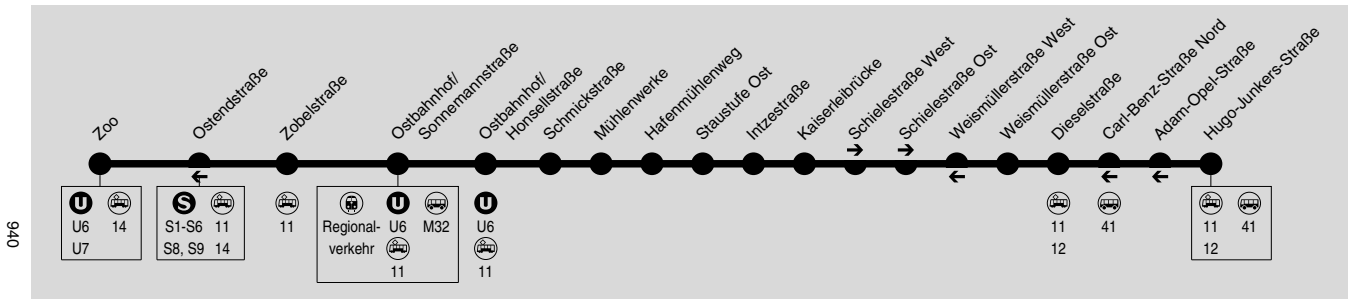 Zoo
Ostendstraße
Zobelstraße
Ostbahnhof/
Sonnemannstraße
Ostbahnhof/
Honsellstraße
Schmickstraße
Mühlenwerke
Hafenmühlenweg
Staustufe Ost
Intzestraße
Kaiserleibrücke
Schielestraße West
Schielestraße Ost
Weismüllerstraße West
Weismüllerstraße Ost
Dieselstraße
Carl-Benz-Straße Nord
Adam-Opel-Straße
Hugo-Junkers-Straße
U
U6 14
U7
S
S1-S6 11
S8, S9 14
11
U
Regional- U6 M32
verkehr
11
U
U6
11
11
12
41
11 41
12
940